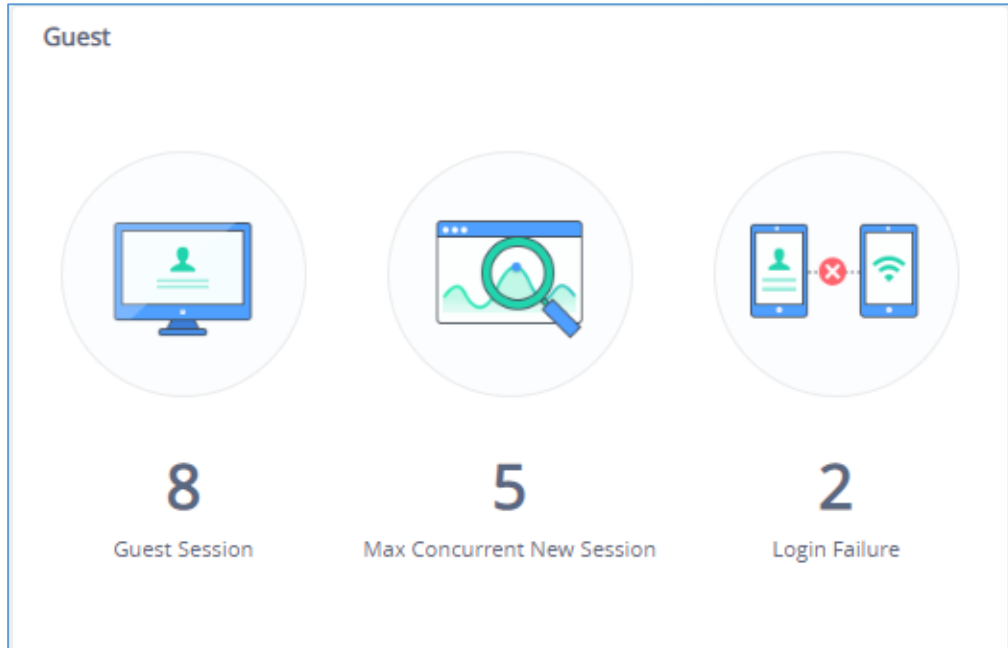 Guest
8
5
2
Guest Session
Max Concurrent New Session
Login Failure